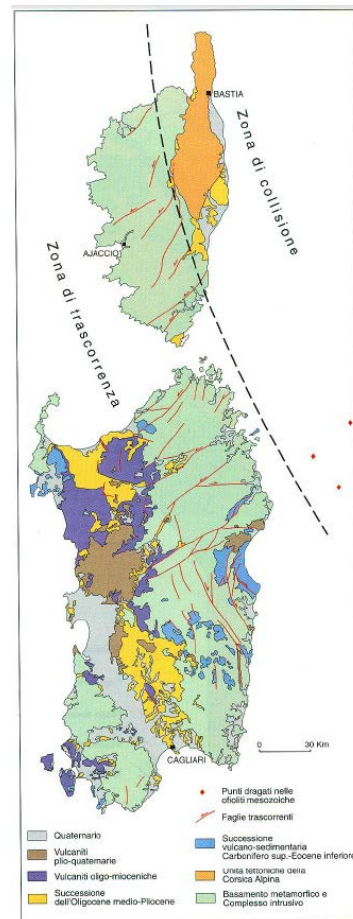 BASTIA
Zona di collisione
AJACCIO
Zona di trascorrenza
CAGLIARI
0 30 Km
Quaternario
Vulcaniti
plio-quaternarie
Vulcaniti oligo-mioceniche
Successione
dell'Oligocene medio-Pliocene
Punti dragati nelle
ofioliti mesozoiche
Faglie trascorrenti
Successione
vulcano-sedimentaria
Carbonifero sup.-Eocene inferiore
Unità tettoniche della
Corsica Alpina
Basamento metamorfico e
Complesso intrusivo